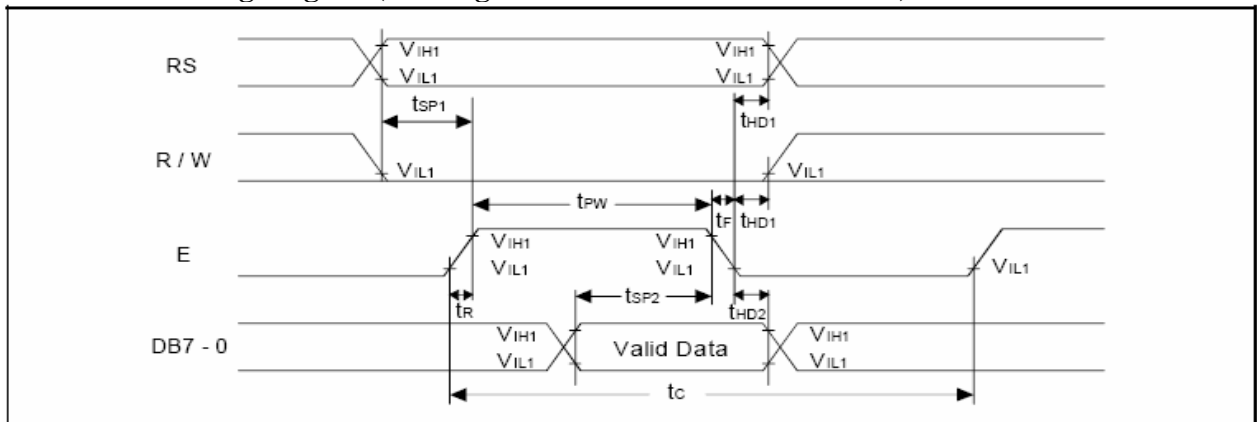 RS
VIH1
VIL1
VIH1
VIL1
tSP1
tHD1
R / W
VIL1
VIL1
tPW
tF
tHD1
E
VIH1
VIL1
VIH1
VIL1
VIL1
tR
tSP2
tHD2
DB7 - 0
VIH1
VIL1
Valid Data
VIH1
VIL1
tC